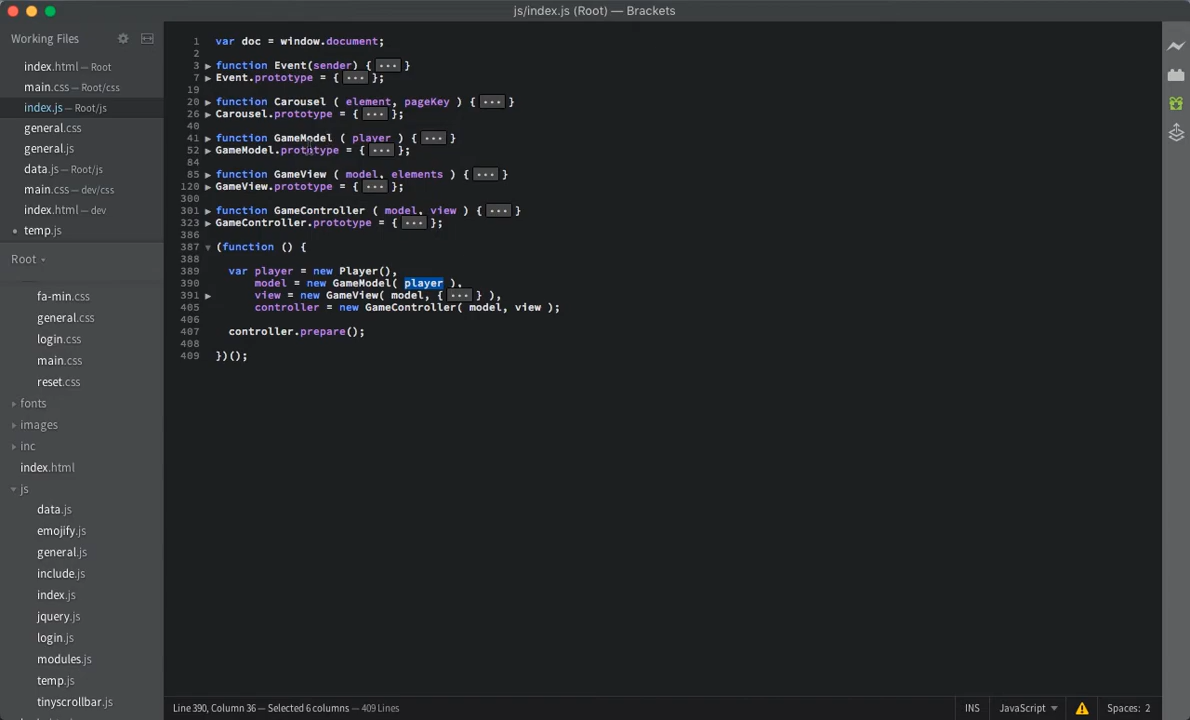 js/index.js (Root) — Brackets
Working Files
index.html — Root
main.css — Root/css
index.js — Root/js
general.css
general.js
data.js — Root/js
main.css — dev/css
index.html — dev
• temp.js
Root
fa-min.css
general.css
login.css
main.css
reset.css
fonts
images
inc
index.html
js
data.js
emojify.js
general.js
include.js
index.js
jquery.js
login.js
modules.js
temp.js
tinyscrollbar.js
1 var doc = window.document;
2
3 function Event(sender) { ••• }
7 Event.prototype = { ••• };
19
20 function Carousel ( element, pageKey ) { ••• }
26 Carousel.prototype = { ••• };
40
41 function GameModel ( player ) { ••• }
52 GameModel.prototype = { ••• };
84
85 function GameView ( model, elements ) { ••• }
120 GameView.prototype = { ••• };
300
301 function GameController ( model, view ) { ••• }
323 GameController.prototype = { ••• };
386
387 (function () {
388
389 var player = new Player(),
390 model = new GameModel( player ),
391 view = new GameView( model, { ••• } ),
405 controller = new GameController( model, view );
406
407 controller.prepare();
408
409 })();
Line 390, Column 36 — Selected 6 columns — 409 Lines
INS
JavaScript
Spaces: 2